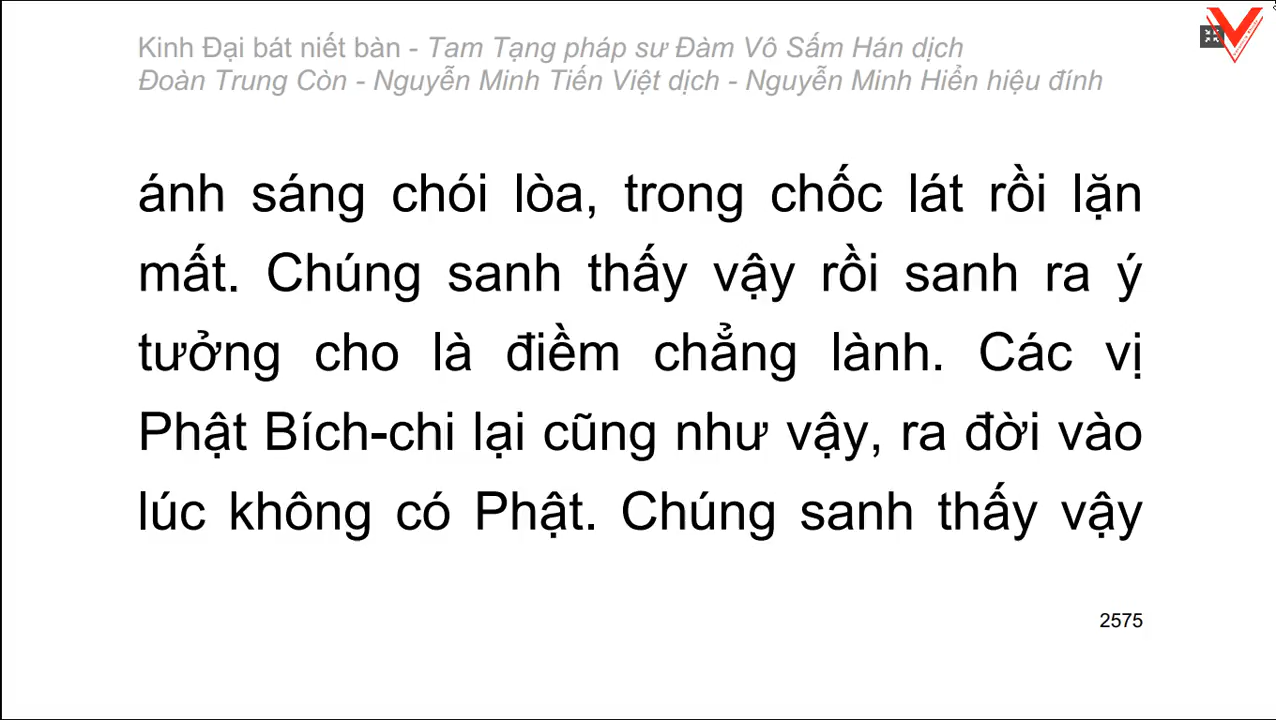 Kinh Đại bát niết bàn - Tam Tạng pháp sư Đàm Vô Sấm Hán dịch
Đoàn Trung Còn - Nguyễn Minh Tiến Việt dịch - Nguyễn Minh Hiển hiệu đính
ánh sáng chói lòa, trong chốc lát rồi lặn
mất. Chúng sanh thấy vậy rồi sanh ra ý
tưởng cho là điềm chẳng lành. Các vị
Phật Bích-chi lại cũng như vậy, ra đời vào
lúc không có Phật. Chúng sanh thấy vậy
2575